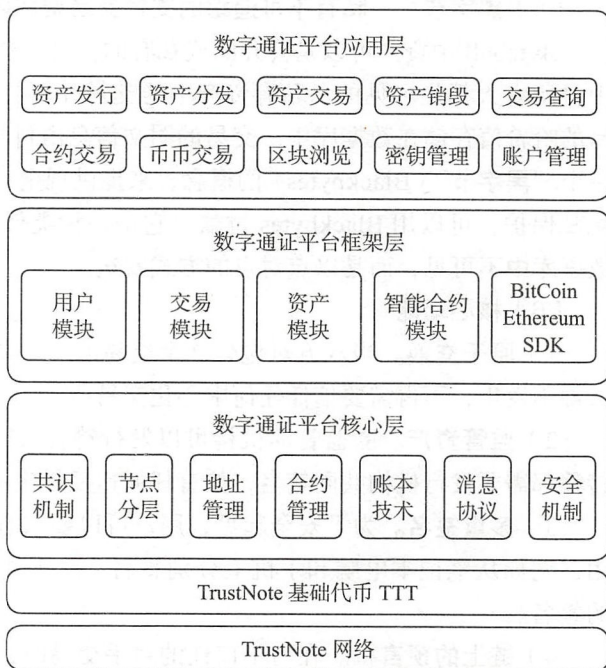 数字通证平台应用层
资产发行 资产分发 资产交易 资产销毁 交易查询
合约交易 币币交易 区块浏览 密钥管理 账户管理
数字通证平台框架层
用户
模块
交易
模块
资产
模块
智能合约
模块
BitCoin
Ethereum
SDK
数字通证平台核心层
共识
机制
节点
分层
地址
管理
合约
管理
账本
技术
消息
协议
安全
机制
TrustNote 基础代币 TTT
TrustNote 网络